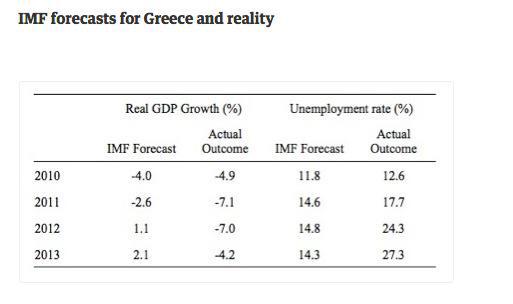 IMF forecasts for Greece and reality
Real GDP Growth (%) Unemployment rate (%)
IMF Forecast Actual Outcome IMF Forecast Actual Outcome
2010 -4.0 -4.9 11.8 12.6
2011 -2.6 -7.1 14.6 17.7
2012 1.1 -7.0 14.8 24.3
2013 2.1 -4.2 14.3 27.3